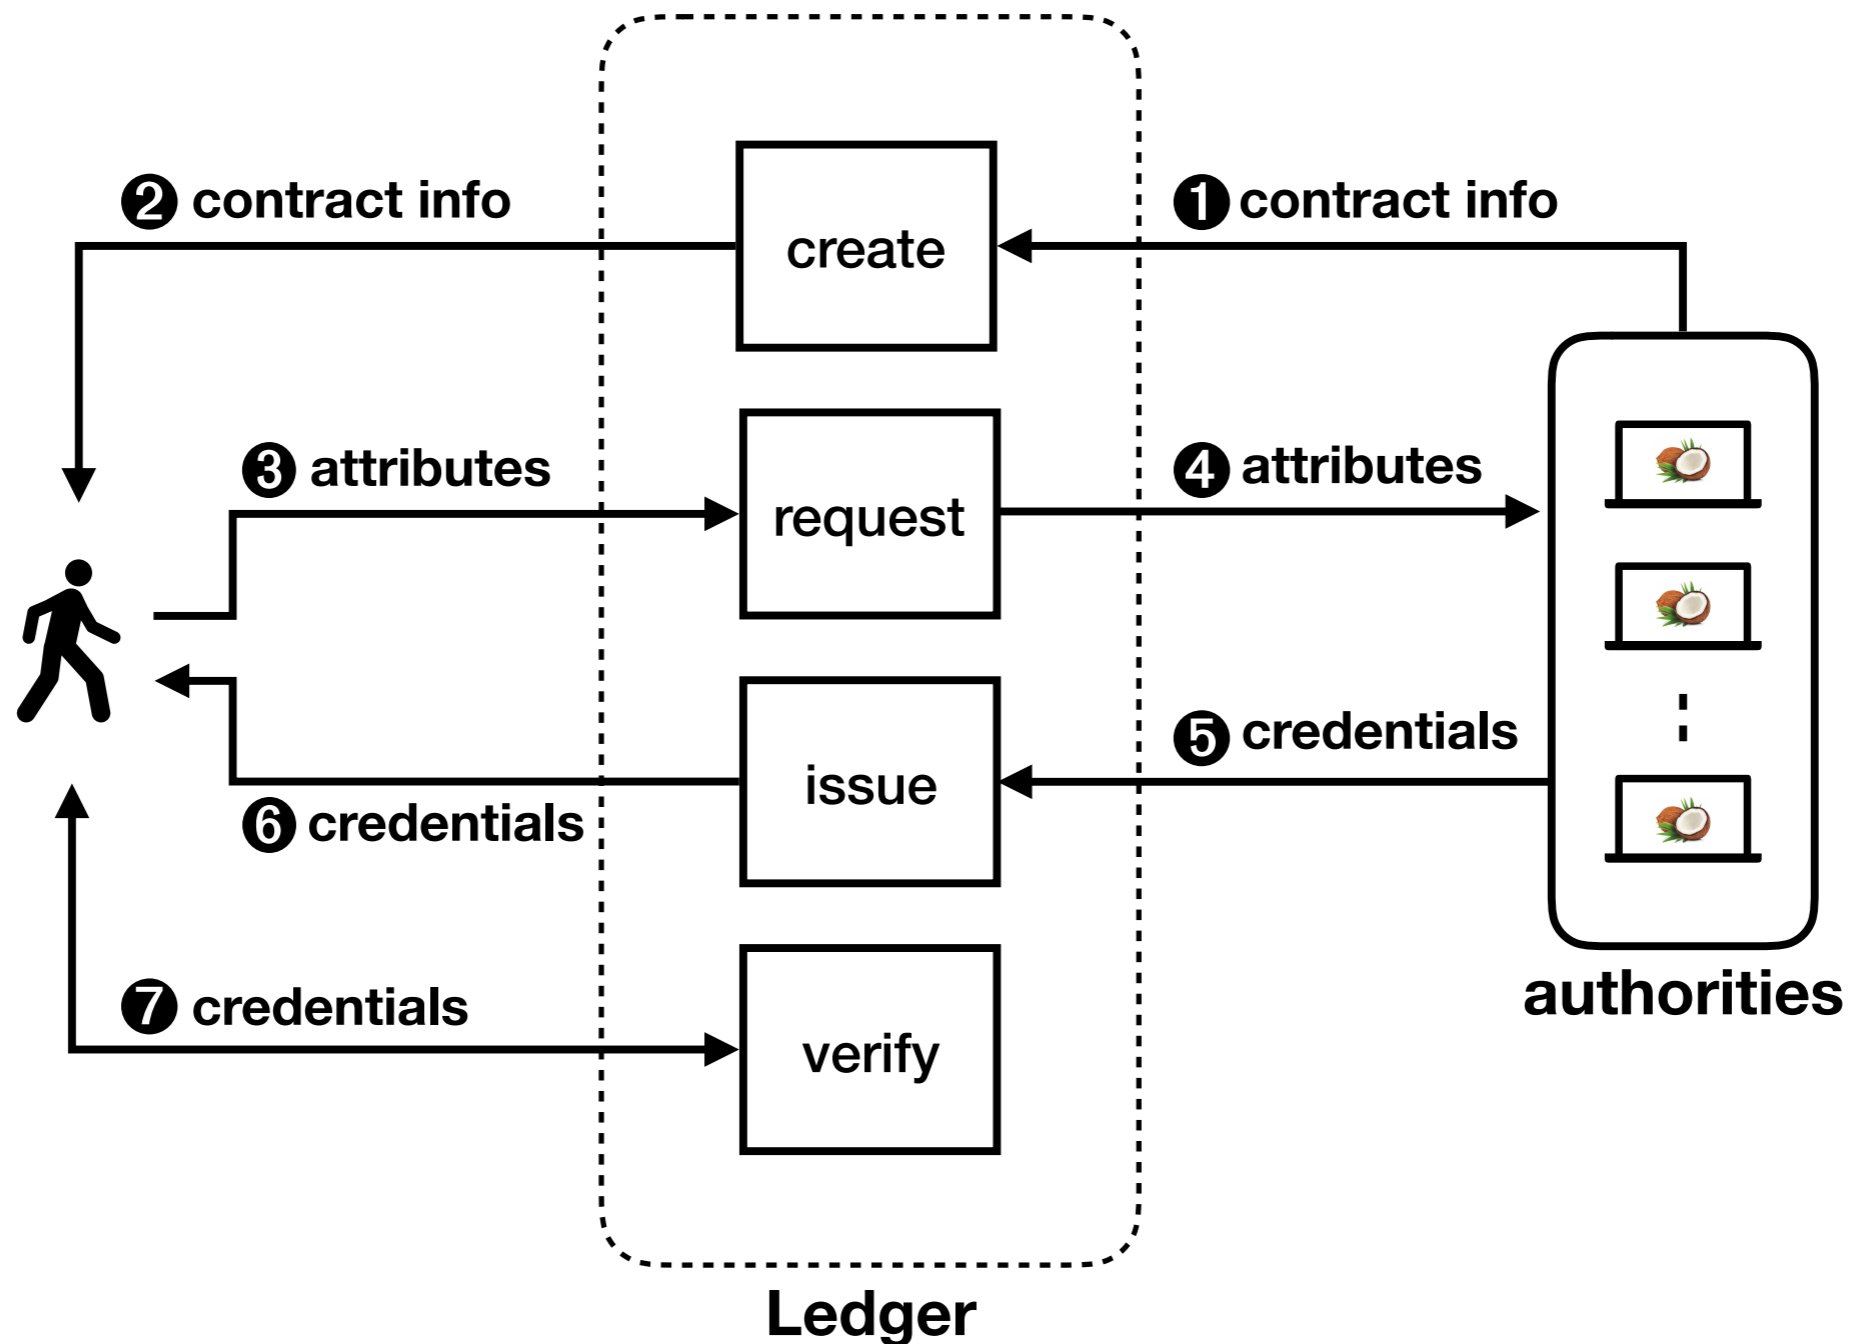 ❷ contract info
❶ contract info
create
❸ attributes
❹ attributes
request
❺ credentials
issue
❻ credentials
authorities
❼ credentials
verify
Ledger